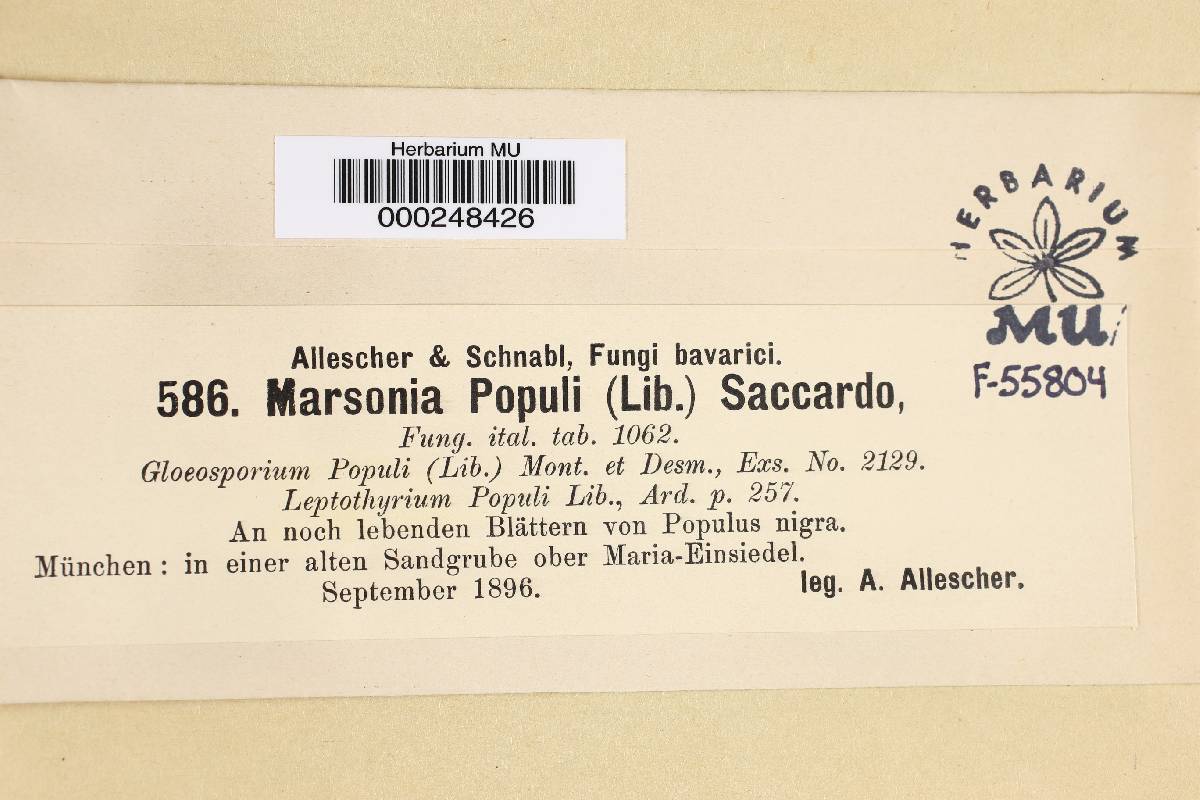 Herbarium MU
000248426
HERBARIUM
MU
F-55804
Allescher & Schnabl, Fungi bavarici.
586. Marsonia Populi (Lib.) Saccardo,
Fung. ital. tab. 1062.
Gloeosporium Populi (Lib.) Mont. et Desm., Exs. No. 2129.
Leptothyrium Populi Lib., Ard. p. 257.
An noch lebenden Blättern von Populus nigra.
München: in einer alten Sandgrube ober Maria-Einsiedel.
September 1896.
leg. A. Allescher.